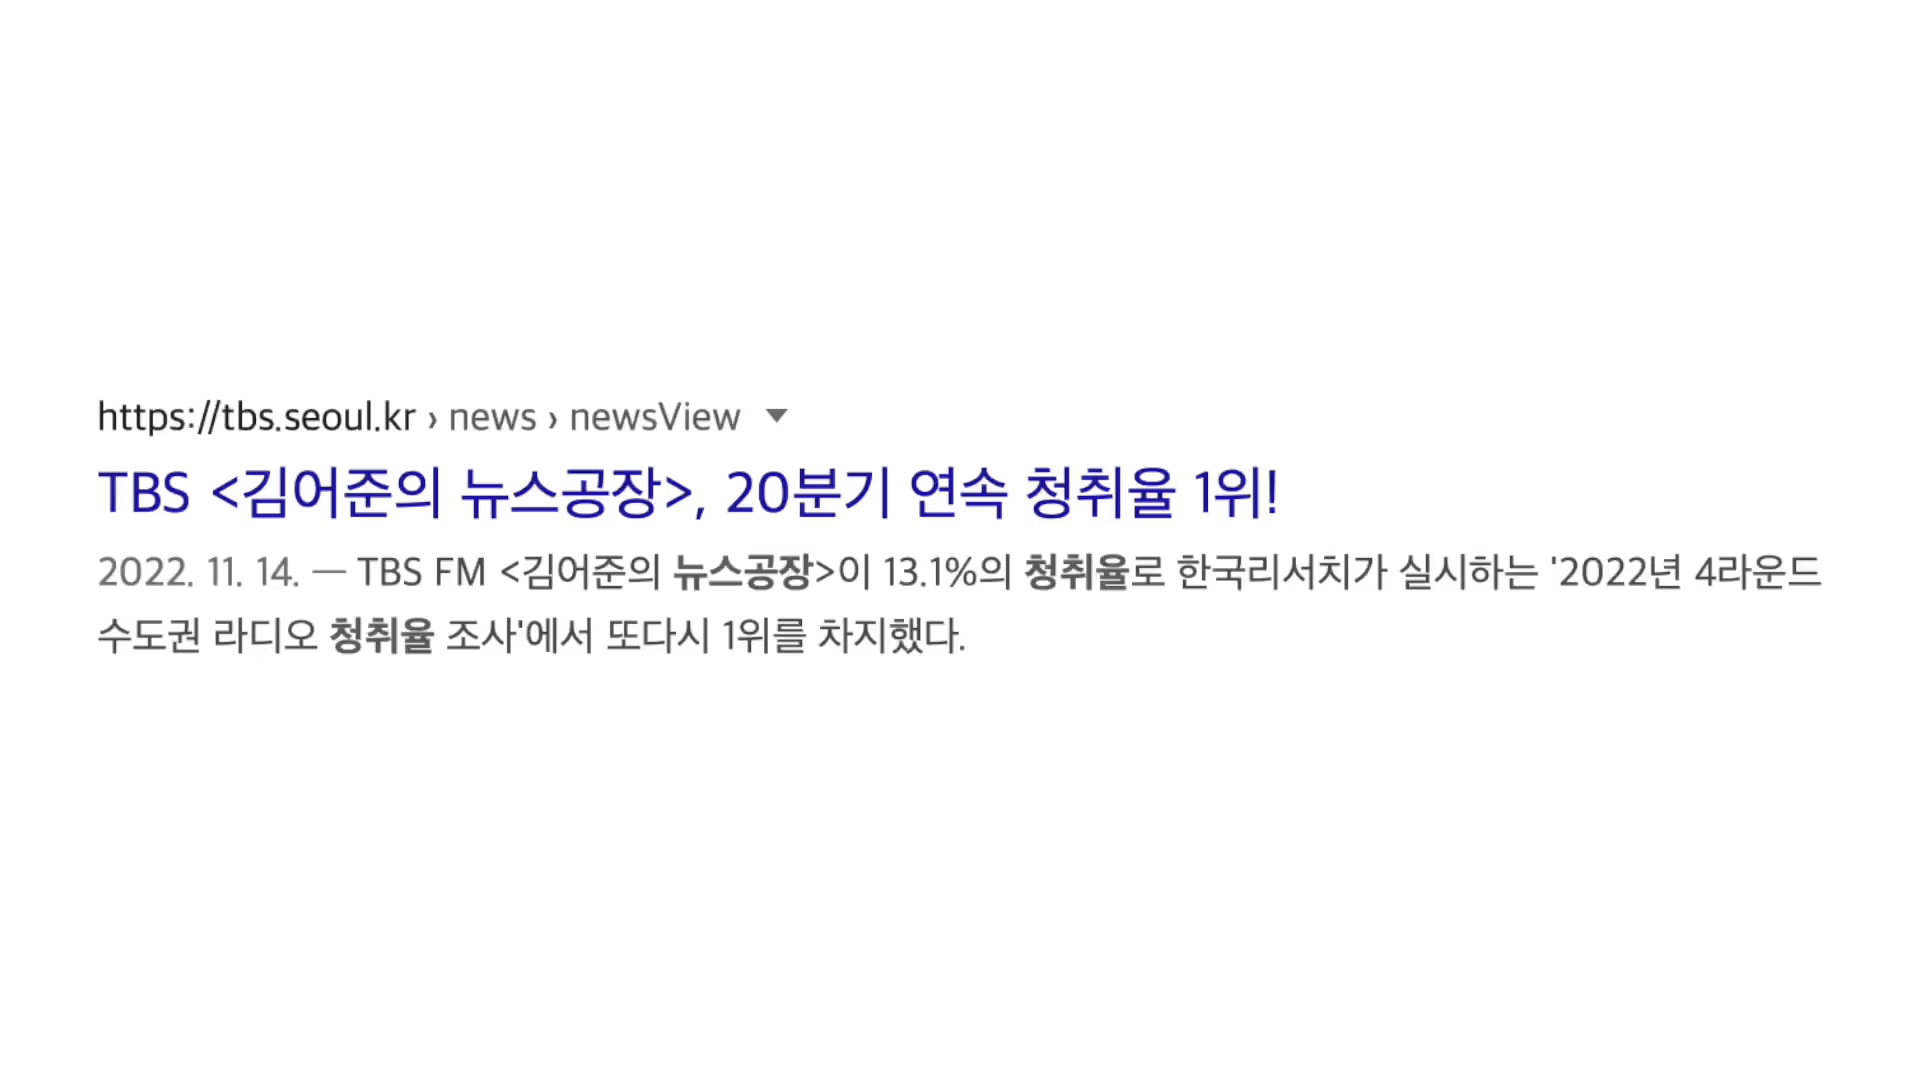 https://tbs.seoul.kr › news › newsView
TBS <김어준의 뉴스공장>, 20분기 연속 청취율 1위!
2022. 11. 14. — TBS FM <김어준의 뉴스공장>이 13.1%의 청취율로 한국리서치가 실시하는 '2022년 4라운드
수도권 라디오 청취율 조사'에서 또다시 1위를 차지했다.